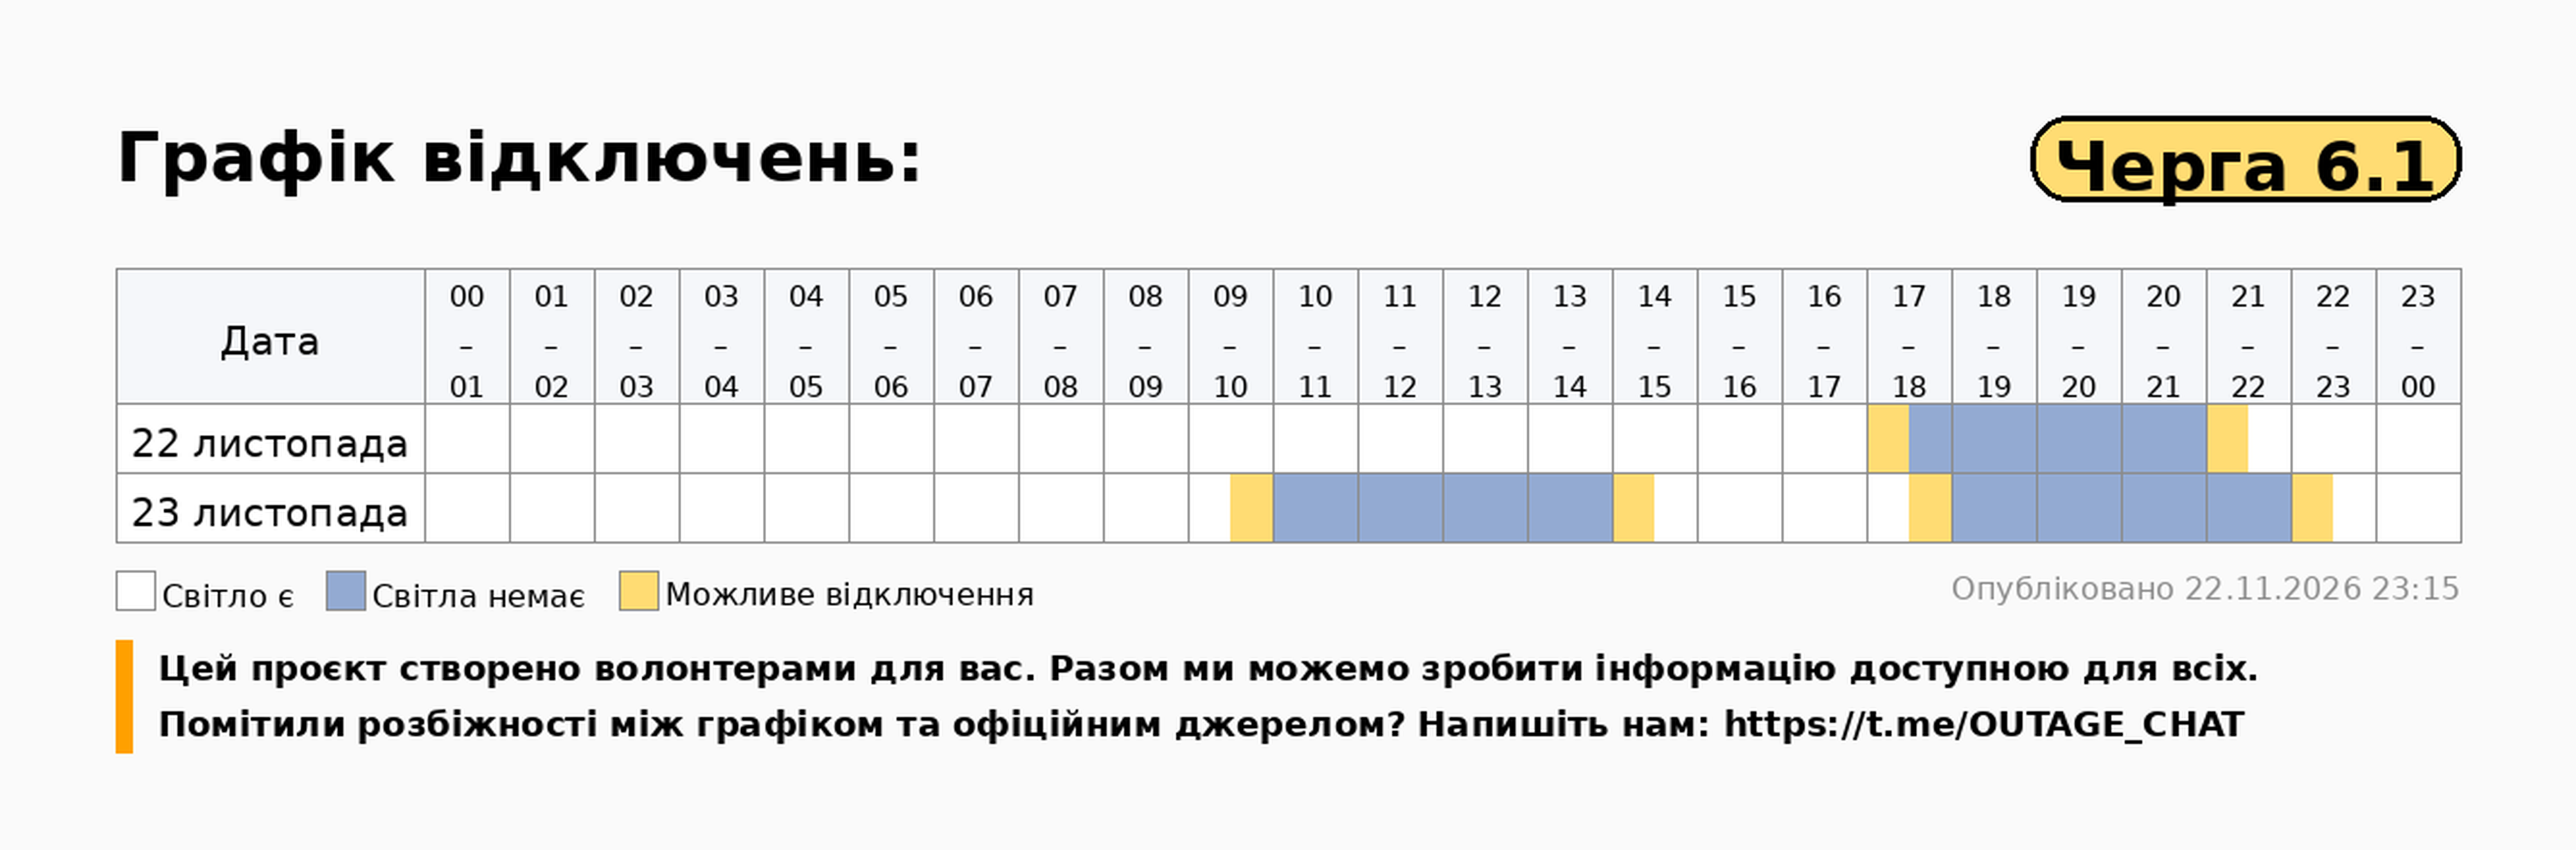 Графік відключень:
Черга 6.1
Дата
00 – 01
01 – 02
02 – 03
03 – 04
04 – 05
05 – 06
06 – 07
07 – 08
08 – 09
09 – 10
10 – 11
11 – 12
12 – 13
13 – 14
14 – 15
15 – 16
16 – 17
17 – 18
18 – 19
19 – 20
20 – 21
21 – 22
22 – 23
23 – 00
22 листопада
23 листопада
Світло є
Світла немає
Можливе відключення
Опубліковано 22.11.2026 23:15
Цей проєкт створено волонтерами для вас. Разом ми можемо зробити інформацію доступною для всіх.
Помітили розбіжності між графіком та офіційним джерелом? Напишіть нам: https://t.me/OUTAGE_CHAT